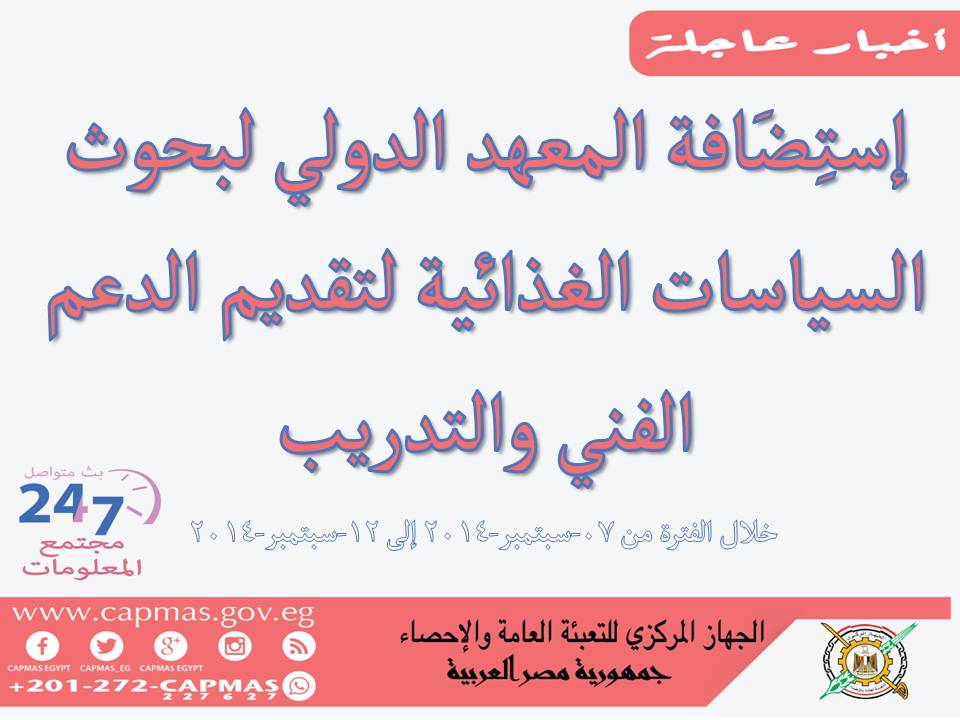 أخبار عاجلة
إستِضَافة المعهد الدولي لبحوث
السياسات الغذائية لتقديم الدعم
الفني والتدريب
خلال الفترة من ٠٧-سبتمبر-٢٠١٤ إلى ١٢-سبتمبر-٢٠١٤
بث متواصل
247
مجتمع
المعلومات
www.capmas.gov.eg
CAPMAS EGYPT CAPMAS_EG CAPMAS EGYPT
+201-272-CAPMAS
227627
الجهاز المركزي للتعبئة العامة والإحصاء
جمهورية مصر العربية